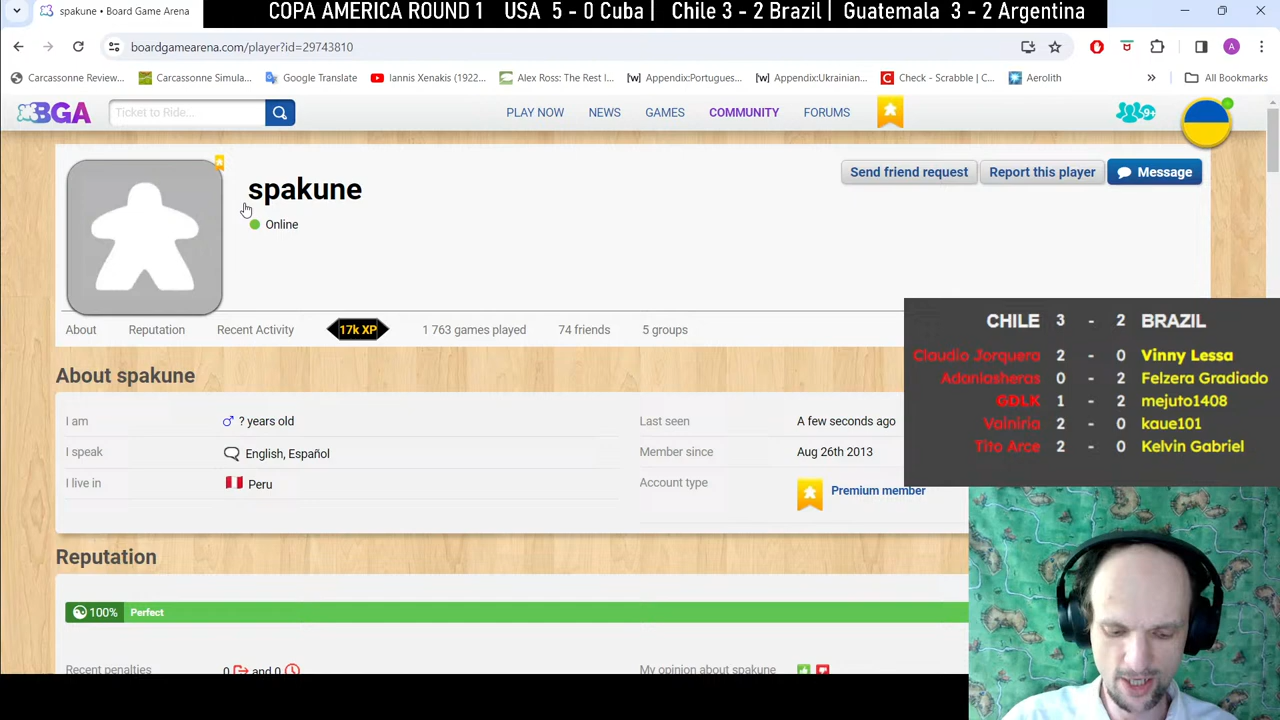 COPA AMERICA ROUND 1 USA 5 - 0 Cuba | Chile 3 - 2 Brazil | Guatemala 3 - 2 Argentina
spakune • Board Game Arena
boardgamearena.com/player?id=29743810
A
Carcassonne Review...
Carcassonne Simula...
Google Translate
Iannis Xenakis (1922...
Alex Ross: The Rest I...
[w] Appendix:Portugues...
[w] Appendix:Ukrainen...
C Check - Scrabble | C...
Aerolith
»
All Bookmarks
BGA
Ticket to Ride...
PLAY NOW
NEWS
GAMES
COMMUNITY
FORUMS
9+
spakune
Online
Send friend request
Report this player
Message
About
Reputation
Recent Activity
17k XP
1 763 games played
74 friends
5 groups
CHILE 3 - 2 BRAZIL
Claudio Jorquera 2 - 0 Vinny Lessa
Adanlasheras 0 - 2 Felzera Gradiado
GDLK 1 - 2 mejuto1408
Valniria 2 - 0 kaue101
Tito Arce 2 - 0 Kelvin Gabriel
About spakune
I am ♂ ? years old
I speak English, Español
I live in Peru
Last seen A few seconds ago
Member since Aug 26th 2013
Account type Premium member
Reputation
100% Perfect
Recent penalties 0 and 0
My opinion about spakune